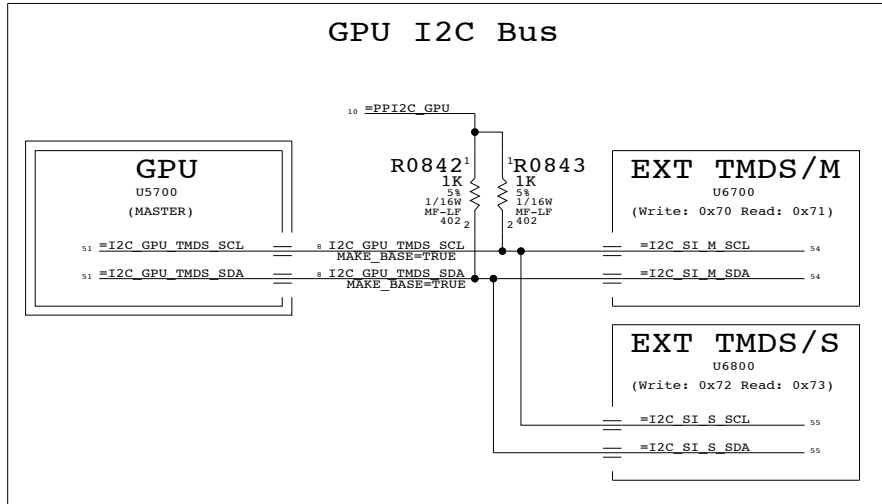 GPU I2C Bus
10 =PPI2C_GPU
GPU
U5700
(MASTER)
51 =I2C_GPU_TMDS_SCL
51 =I2C_GPU_TMDS_SDA
R0842 1
1K
5%
1/16W
MF-LF
402 2
1 R0843
1K
5%
1/16W
MF-LF
2 402
8 I2C_GPU_TMDS_SCL
MAKE_BASE=TRUE
8 I2C_GPU_TMDS_SDA
MAKE_BASE=TRUE
EXT TMDS/M
U6700
(Write: 0x70 Read: 0x71)
=I2C_SI_M_SCL 54
=I2C_SI_M_SDA 54
EXT TMDS/S
U6800
(Write: 0x72 Read: 0x73)
=I2C_SI_S_SCL 55
=I2C_SI_S_SDA 55